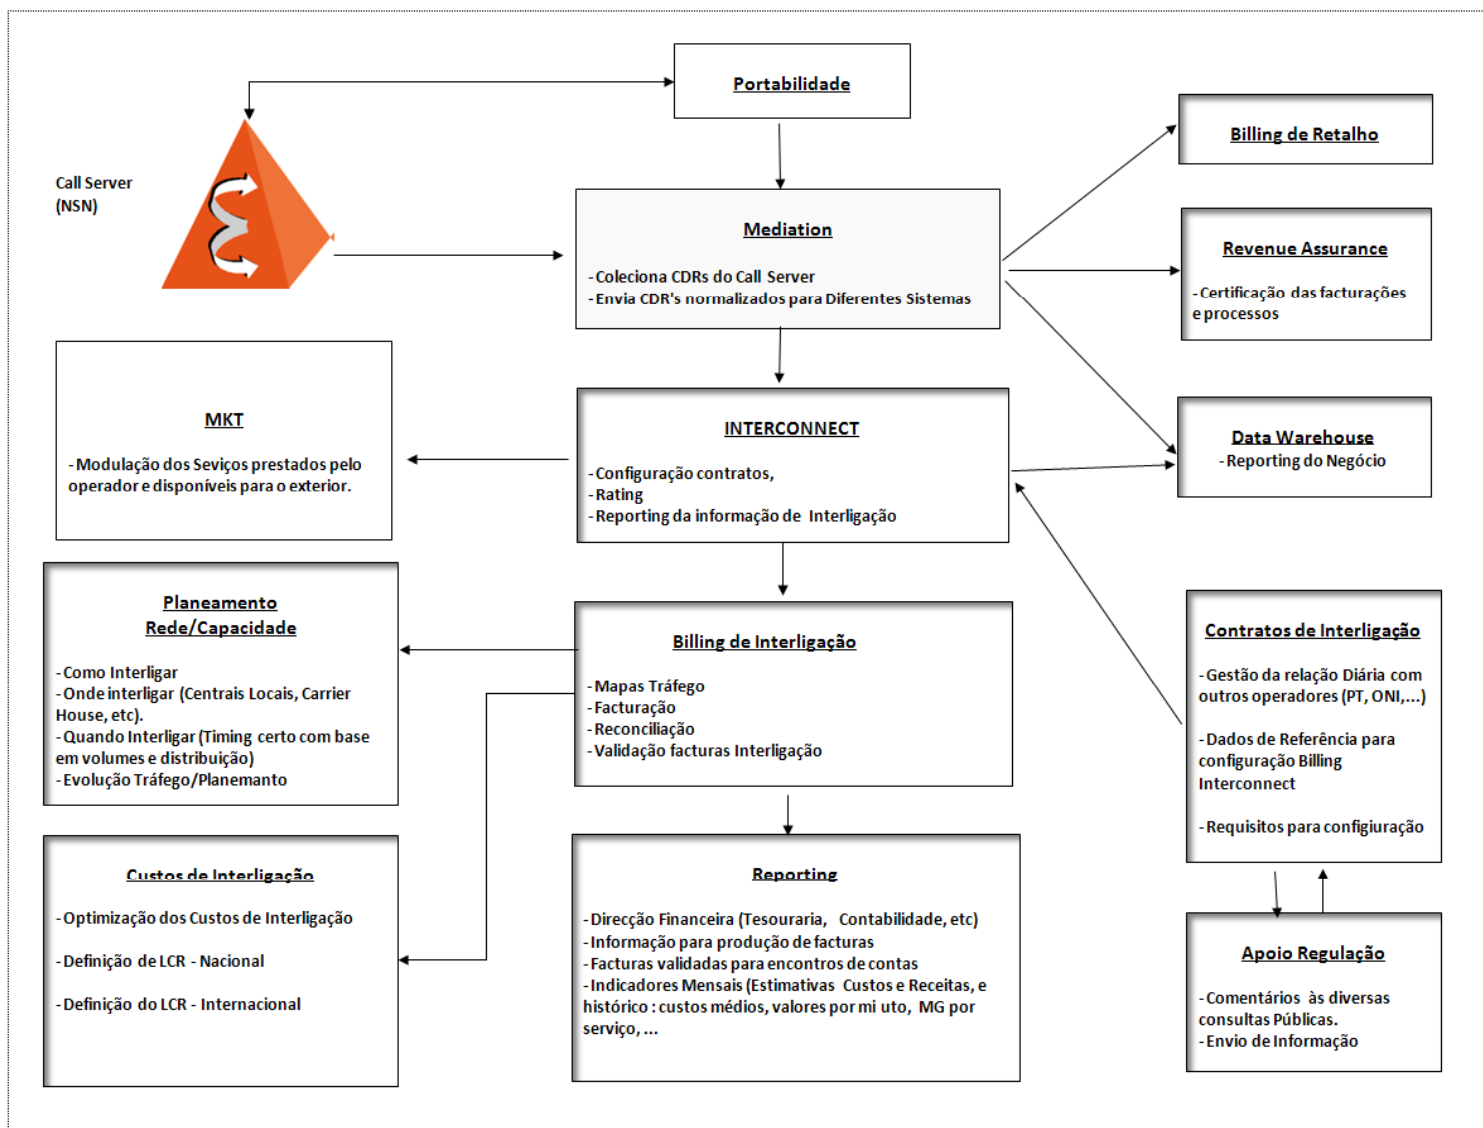 Portabilidade
Billing de Retalho
Call Server
(NSN)
Mediation
- Coleciona CDRs do Call Server
- Envia CDR's normalizados para Diferentes Sistemas
Revenue Assurance
- Certificação das facturações
e processos
MKT
- Modulação dos Seviços prestados pelo
operador e disponíveis para o exterior.
INTERCONNECT
- Configuração contratos,
- Rating
- Reporting da informação de Interligação
Data Warehouse
- Reporting do Negócio
Planeamento
Rede/Capacidade
- Como Interligar
- Onde interligar (Centrais Locais, Carrier
House, etc).
- Quando Interligar (Timing certo com base
em volumes e distribuição)
- Evolução Tráfego/Planemanto
Billing de Interligação
- Mapas Tráfego
- Facturação
- Reconciliação
- Validação facturas Interligação
Contratos de Interligação
- Gestão da relação Diária com
outros operadores (PT, ONI,...)
- Dados de Referência para
configuração Billing
Interconnect
- Requisitos para configiuração
Custos de Interligação
- Optimização dos Custos de Interligação
- Definição de LCR - Nacional
- Definição do LCR - Internacional
Reporting
- Direcção Financeira (Tesouraria, Contabilidade, etc)
- Informação para produção de facturas
- Facturas validadas para encontros de contas
- Indicadores Mensais (Estimativas Custos e Receitas, e
histórico : custos médios, valores por mi uto, MG por
serviço, ...
Apoio Regulação
- Comentários às diversas
consultas Públicas.
- Envio de Informação